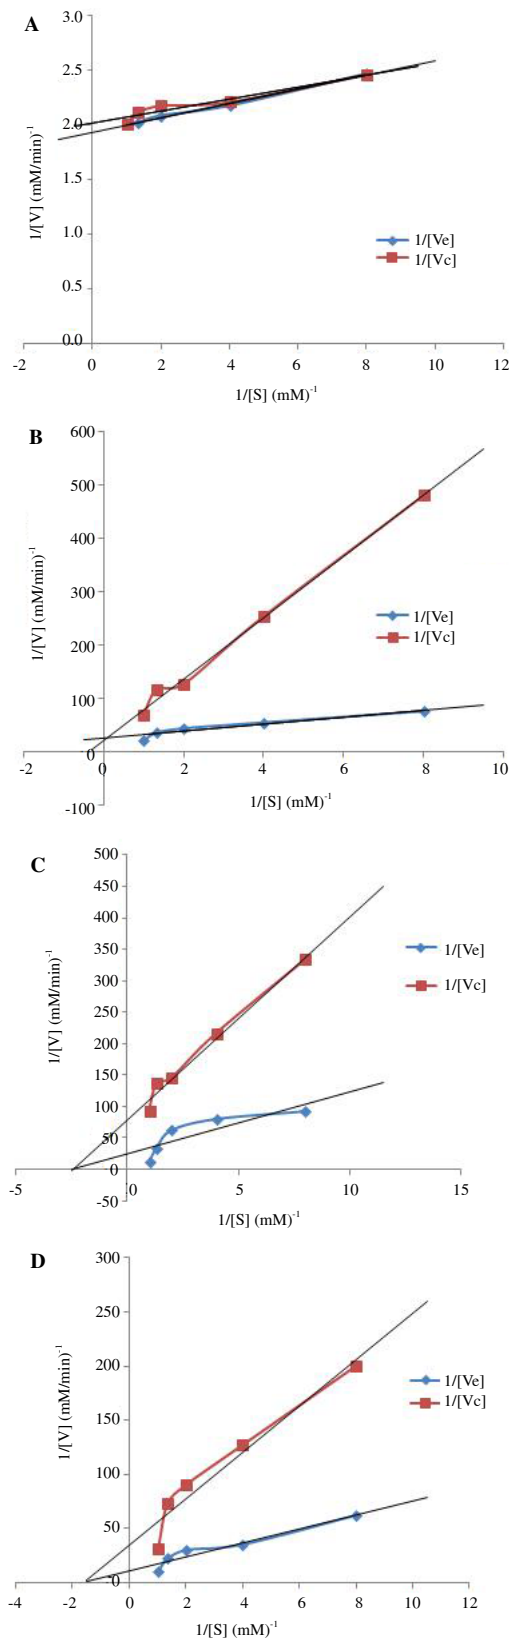 A
3.0
2.5
2.0
1.5
1.0
0.5
0.0
1/[V] (mM/min)-1
1/[Ve]
1/[Vc]
-2 0 2 4 6 8 10 12
1/[S] (mM)-1
B
600
500
400
300
200
100
0
-100
1/[V] (mM/min)-1
1/[Ve]
1/[Vc]
-2 0 2 4 6 8 10
1/[S] (mM)-1
C
500
450
400
350
300
250
200
150
100
50
0
-50
1/[V] (mM/min)-1
1/[Ve]
1/[Vc]
-5 0 5 10 15
1/[S] (mM)-1
D
300
250
200
150
100
50
0
1/[V] (mM/min)-1
1/[Ve]
1/[Vc]
-4 -2 0 2 4 6 8 10 12
1/[S] (mM)-1